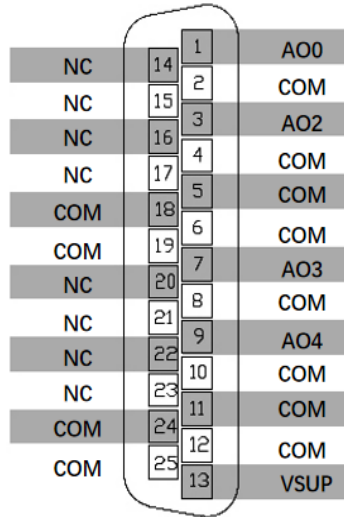 1 AO0
NC 14
2 COM
NC 15
3 AO2
NC 16
4 COM
NC 17
5 COM
COM 18
6 COM
COM 19
7 AO3
NC 20
8 COM
NC 21
9 AO4
NC 22
10 COM
NC 23
11 COM
COM 24
12 COM
COM 25
13 VSUP